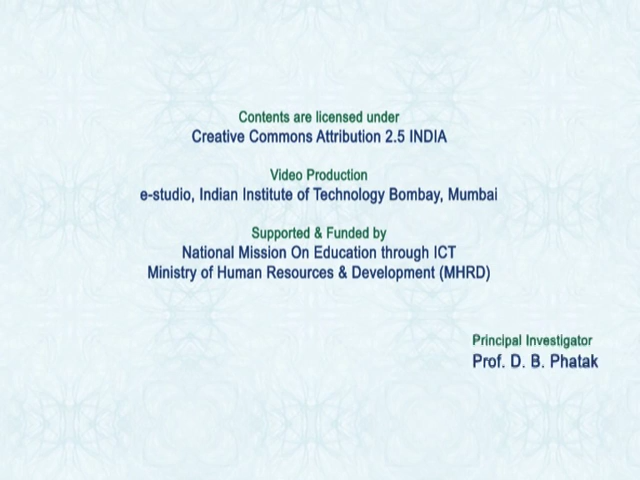 Contents are licensed under
Creative Commons Attribution 2.5 INDIA
Video Production
e-studio, Indian Institute of Technology Bombay, Mumbai
Supported & Funded by
National Mission On Education through ICT
Ministry of Human Resources & Development (MHRD)
Principal Investigator
Prof. D. B. Phatak